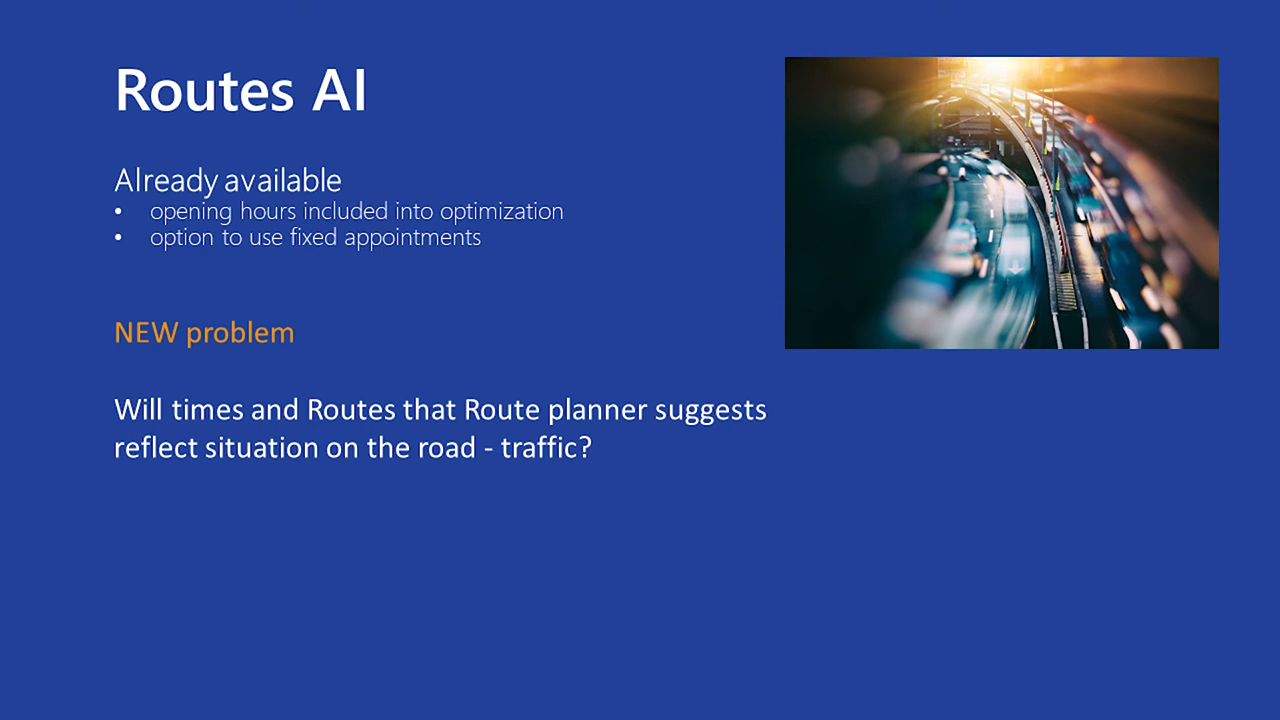 Routes AI
Already available
• opening hours included into optimization
• option to use fixed appointments
NEW problem
Will times and Routes that Route planner suggests
reflect situation on the road - traffic?